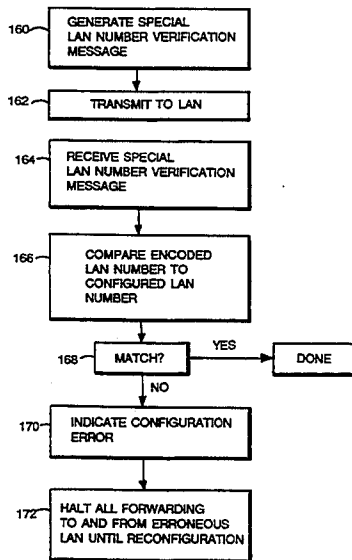 160
GENERATE SPECIAL
LAN NUMBER VERIFICATION
MESSAGE
162
TRANSMIT TO LAN
164
RECEIVE SPECIAL
LAN NUMBER VERIFICATION
MESSAGE
166
COMPARE ENCODED
LAN NUMBER TO
CONFIGURED LAN
NUMBER
168
MATCH?
YES
DONE
NO
170
INDICATE CONFIGURATION
ERROR
172
HALT ALL FORWARDING
TO AND FROM ERRONEOUS
LAN UNTIL RECONFIGURATION